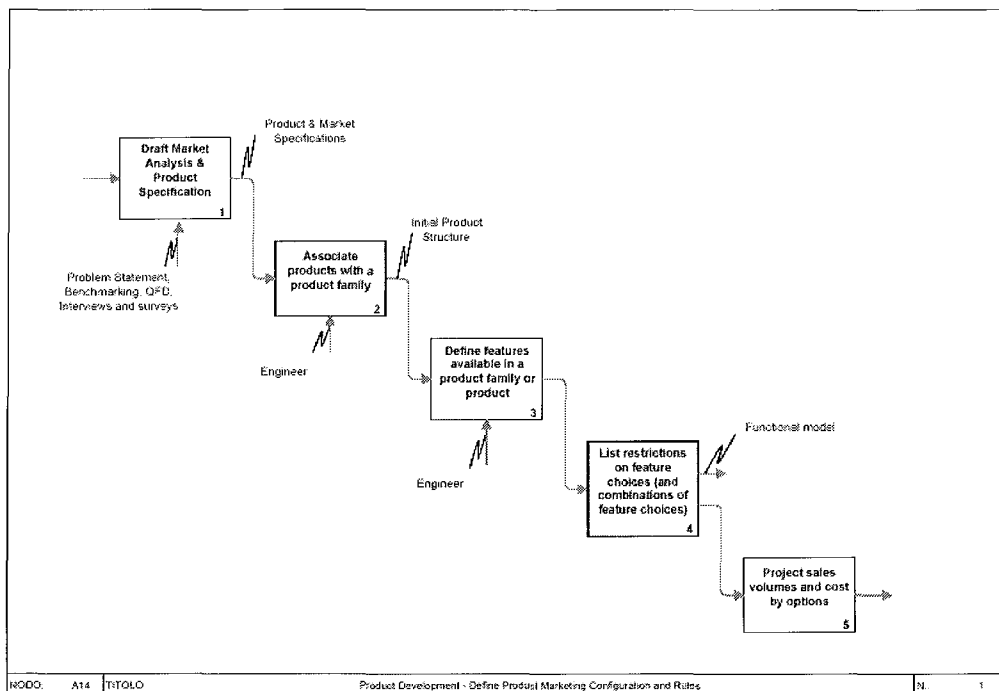 Product & Market
Specifications
Draft Market
Analysis &
Product
Specification
1
Problem Statement,
Benchmarking, QFD,
Interviews and surveys
Initial Product
Structure
Associate
products with a
product family
2
Engineer
Define features
available in a
product family or
product
3
Engineer
Functional model
List restrictions
on feature
choices (and
combinations of
feature choices)
4
Project sales
volumes and cost
by options
5
NODO: A14 TITOLO Product Development - Define Product Marketing Configuration and Rules N.: 1